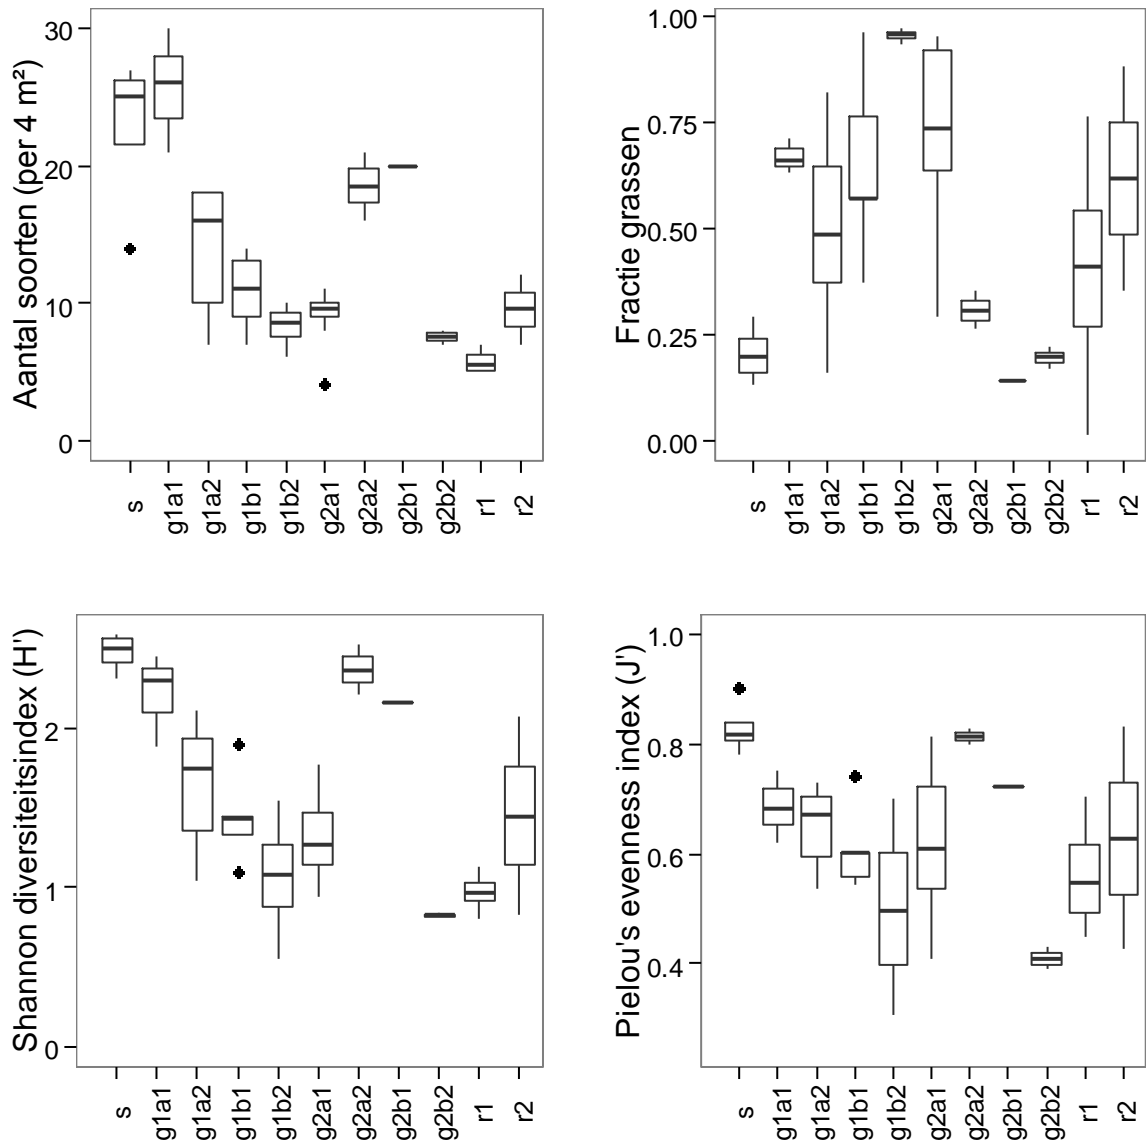 Aantal soorten (per 4 m²)
30
20
10
0
s
g1a1
g1a2
g1b1
g1b2
g2a1
g2a2
g2b1
g2b2
r1
r2
Fractie grassen
1.00
0.75
0.50
0.25
0.00
s
g1a1
g1a2
g1b1
g1b2
g2a1
g2a2
g2b1
g2b2
r1
r2
Shannon diversiteitsindex (H')
2
1
0
s
g1a1
g1a2
g1b1
g1b2
g2a1
g2a2
g2b1
g2b2
r1
r2
Pielou's evenness index (J')
1.0
0.8
0.6
0.4
s
g1a1
g1a2
g1b1
g1b2
g2a1
g2a2
g2b1
g2b2
r1
r2